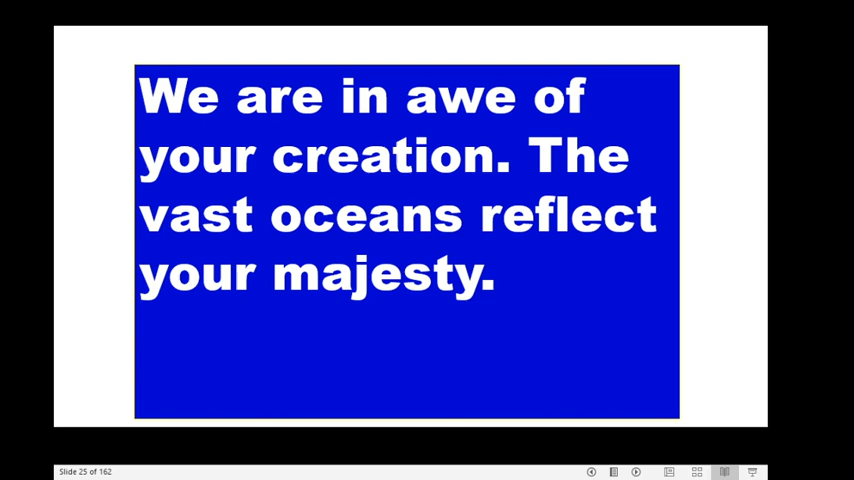 We are in awe of
your creation. The
vast oceans reflect
your majesty.
Slide 25 of 162